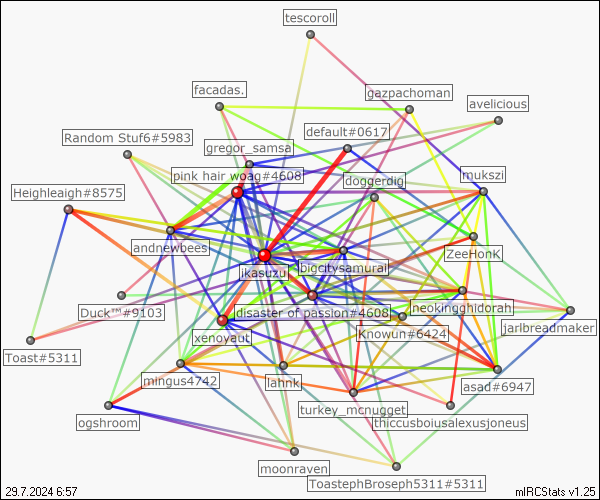 tescoroll
facadas.
gazpachoman
avelicious
default#0617
Random Stuf6#5983
gregor_samsa
pink hair woag#4608
doggerdig
mukszi
Heighleaigh#8575
andnewbees
ZeeHonK
jkasuzu
bigcitysamurai
Duck™#9103
disaster of passion#4608
neokingghidorah
xenoyaut
Knowun#6424
jarlbreadmaker
Toast#5311
mingus4742
lahnk
asad#6947
turkey_mcnugget
ogshroom
thiccusboiusalexusjoneus
moonraven
ToastephBroseph5311#5311
29.7.2024 6:57
mIRCStats v1.25